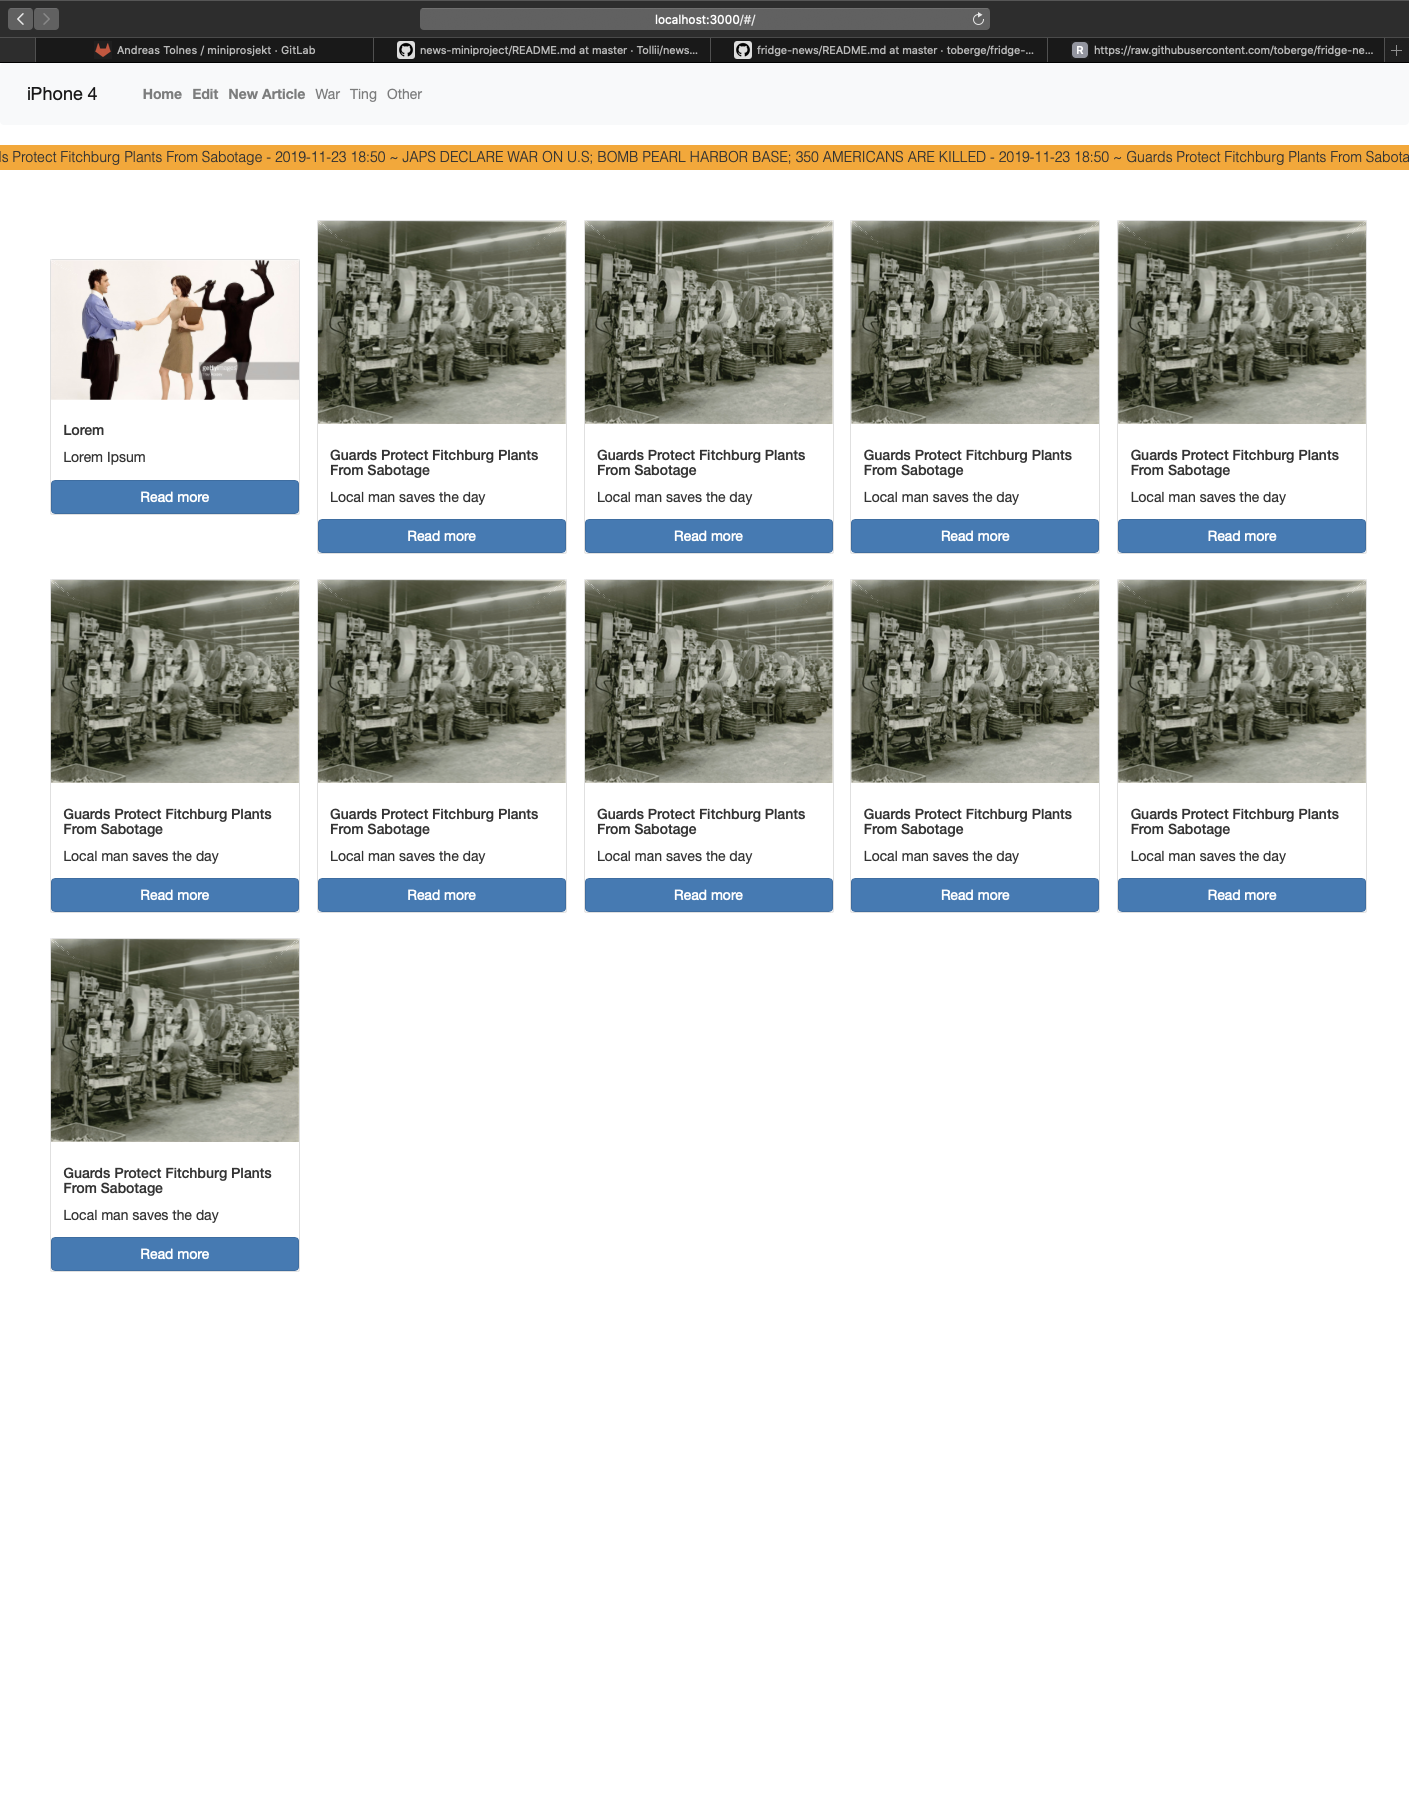 localhost:3000/#/
Andreas Tolnes / miniprosjekt · GitLab
news-miniproject/README.md at master · Tollii/news...
fridge-news/README.md at master · toberge/fridge-...
R
https://raw.githubusercontent.com/toberge/fridge-ne...
iPhone 4 Home Edit New Article War Ting Other
ds Protect Fitchburg Plants From Sabotage - 2019-11-23 18:50 ~ JAPS DECLARE WAR ON U.S; BOMB PEARL HARBOR BASE; 350 AMERICANS ARE KILLED - 2019-11-23 18:50 ~ Guards Protect Fitchburg Plants From Sabota
Lorem
Lorem Ipsum
Read more
Guards Protect Fitchburg Plants
From Sabotage
Local man saves the day
Read more
Guards Protect Fitchburg Plants
From Sabotage
Local man saves the day
Read more
Guards Protect Fitchburg Plants
From Sabotage
Local man saves the day
Read more
Guards Protect Fitchburg Plants
From Sabotage
Local man saves the day
Read more
Guards Protect Fitchburg Plants
From Sabotage
Local man saves the day
Read more
Guards Protect Fitchburg Plants
From Sabotage
Local man saves the day
Read more
Guards Protect Fitchburg Plants
From Sabotage
Local man saves the day
Read more
Guards Protect Fitchburg Plants
From Sabotage
Local man saves the day
Read more
Guards Protect Fitchburg Plants
From Sabotage
Local man saves the day
Read more
Guards Protect Fitchburg Plants
From Sabotage
Local man saves the day
Read more